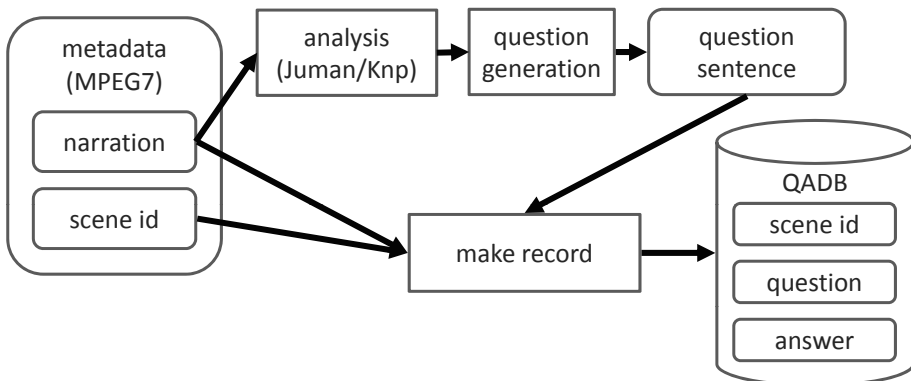 metadata
(MPEG7)
narration
scene id
analysis
(Juman/Knp)
question
generation
question
sentence
make record
QADB
scene id
question
answer